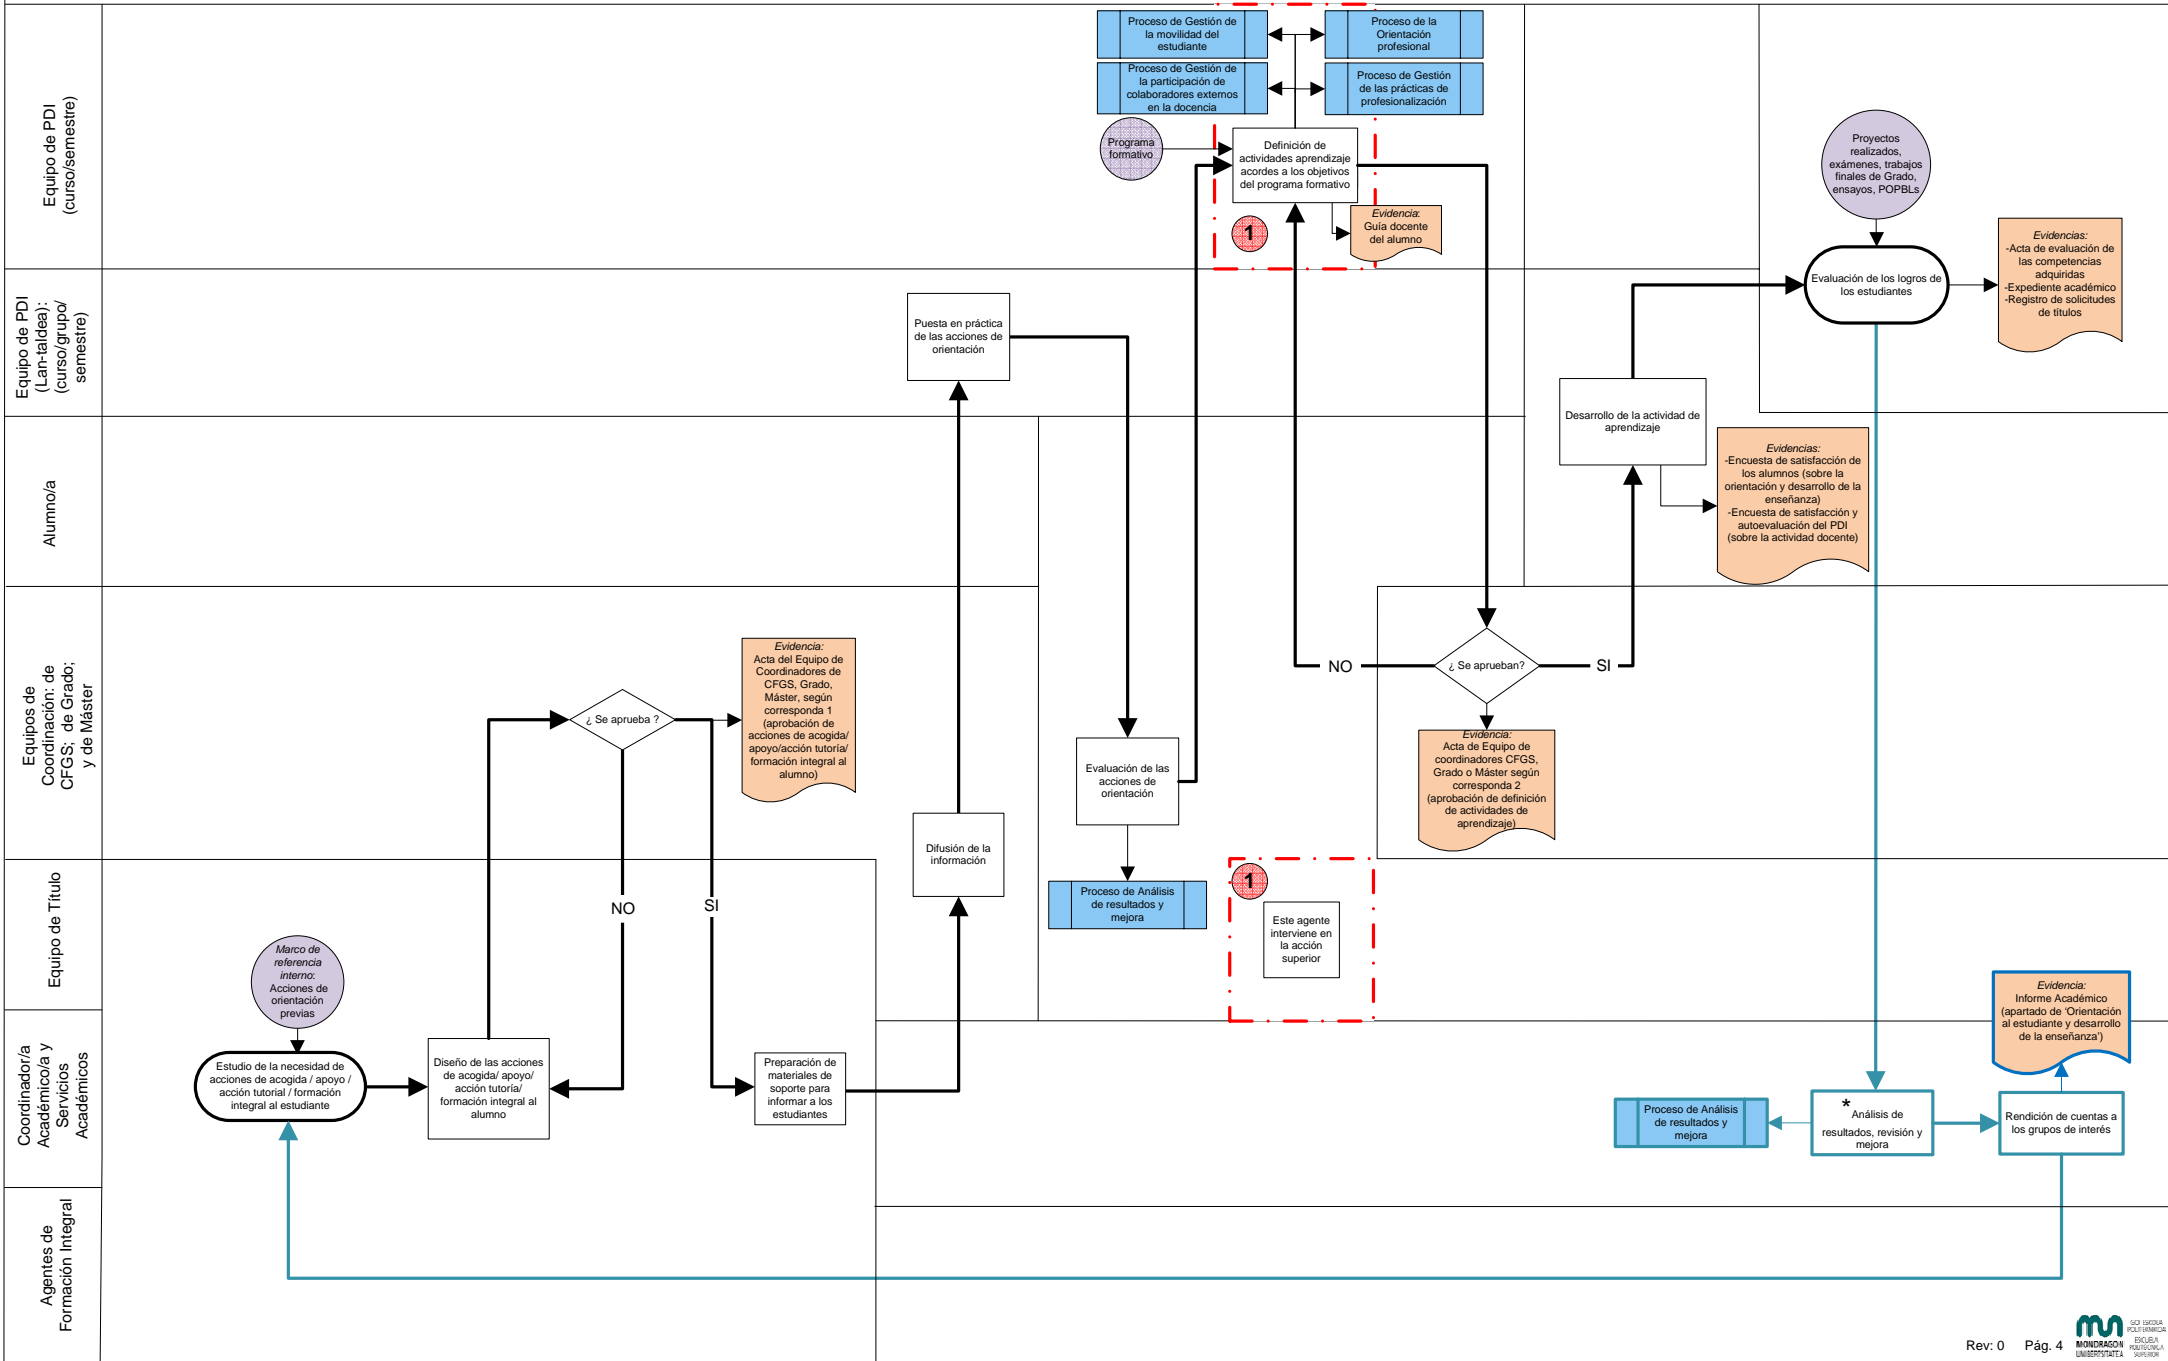 Equipo de PDI
(curso/semestre)
Proceso de Gestión de
la movilidad del
estudiante
Proceso de la
Orientación
profesional
Proceso de Gestión de
la participación de
colaboradores externos
en la docencia
Proceso de Gestión
de las prácticas de
profesionalización
Programa
formativo
Definición de
actividades aprendizaje
acordes a los objetivos
del programa formativo
1
Evidencia:
Guía docente
del alumno
Proyectos
realizados,
exámenes, trabajos
finales de Grado,
ensayos, POPBLs
Equipo de PDI
(Lan-taldea):
(curso/grupo/
semestre)
Puesta en práctica
de las acciones de
orientación
Evaluación de los logros de
los estudiantes
Evidencias:
-Acta de evaluación de
las competencias
adquiridas
-Expediente académico
-Registro de solicitudes
de títulos
Desarrollo de la actividad de
aprendizaje
Alumno/a
Evidencias:
-Encuesta de satisfacción de
los alumnos (sobre la
orientación y desarrollo de la
enseñanza)
-Encuesta de satisfacción y
autoevaluación del PDI
(sobre la actividad docente)
Equipos de
Coordinación: de
CFGS; de Grado;
y de Máster
¿ Se aprueba ?
Evidencia:
Acta del Equipo de
Coordinadores de
CFGS, Grado,
Máster, según
corresponda 1
(aprobación de
acciones de acogida/
apoyo/acción tutoría/
formación integral al
alumno)
NO
¿ Se aprueban?
SI
Evaluación de las
acciones de
orientación
Evidencia:
Acta de Equipo de
coordinadores CFGS,
Grado o Máster según
corresponda 2
(aprobación de definición
de actividades de
aprendizaje)
Difusión de la
información
Equipo de Título
NO
SI
Proceso de Análisis
de resultados y
mejora
1
Este agente
interviene en
la acción
superior
Marco de
referencia
interno:
Acciones de
orientación
previas
Evidencia:
Informe Académico
(apartado de 'Orientación
al estudiante y desarrollo
de la enseñanza')
Coordinador/a
Académico/a y
Servicios
Académicos
Estudio de la necesidad de
acciones de acogida / apoyo /
acción tutorial / formación
integral al estudiante
Diseño de las acciones
de acogida/ apoyo/
acción tutoría/
formación integral al
alumno
Preparación de
materiales de
soporte para
informar a los
estudiantes
Proceso de Análisis
de resultados y
mejora
* Análisis de
resultados, revisión y
mejora
Rendición de cuentas a
los grupos de interés
Agentes de
Formación Integral
Rev: 0 Pág. 4
MONDRAGON
UNIBERTSITATEA
GOI ESKOLA
POLITEKNIKOA
ESCUELA
POLITÉCNICA
SUPERIOR